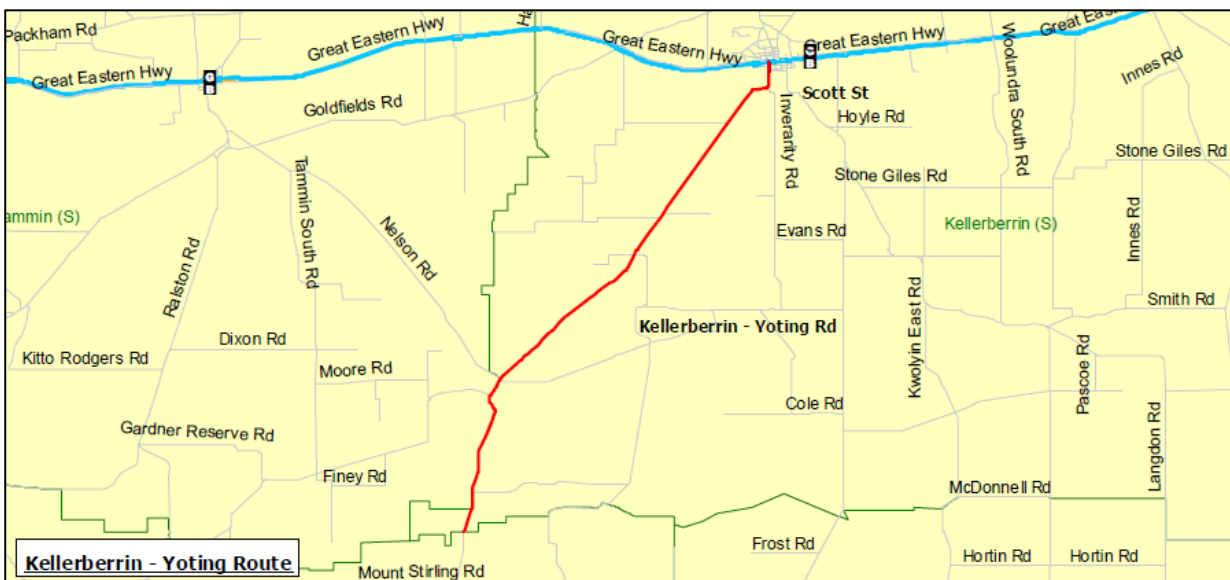 Packham Rd
Great Eastern Hwy
Ha
Great Eastern Hwy
Great Eastern Hwy
Great East
Great Eastern Hwy
Woolundra South Rd
Innes Rd
Goldfields Rd
Scott St
Hoyle Rd
Inverarity Rd
Stone Giles Rd
Stone Giles Rd
Tammin South Rd
Nelson Rd
ammin (S)
Kellerberrin (S)
Evans Rd
Innes Rd
Ralston Rd
Kwolyin East Rd
Smith Rd
Kellerberrin - Yoting Rd
Dixon Rd
Kitto Rodgers Rd
Moore Rd
Pascoe Rd
Cole Rd
Langdon Rd
Gardner Reserve Rd
Finey Rd
McDonnell Rd
Frost Rd
Hortin Rd
Hortin Rd
Kellerberrin - Yoting Route
Mount Stirling Rd